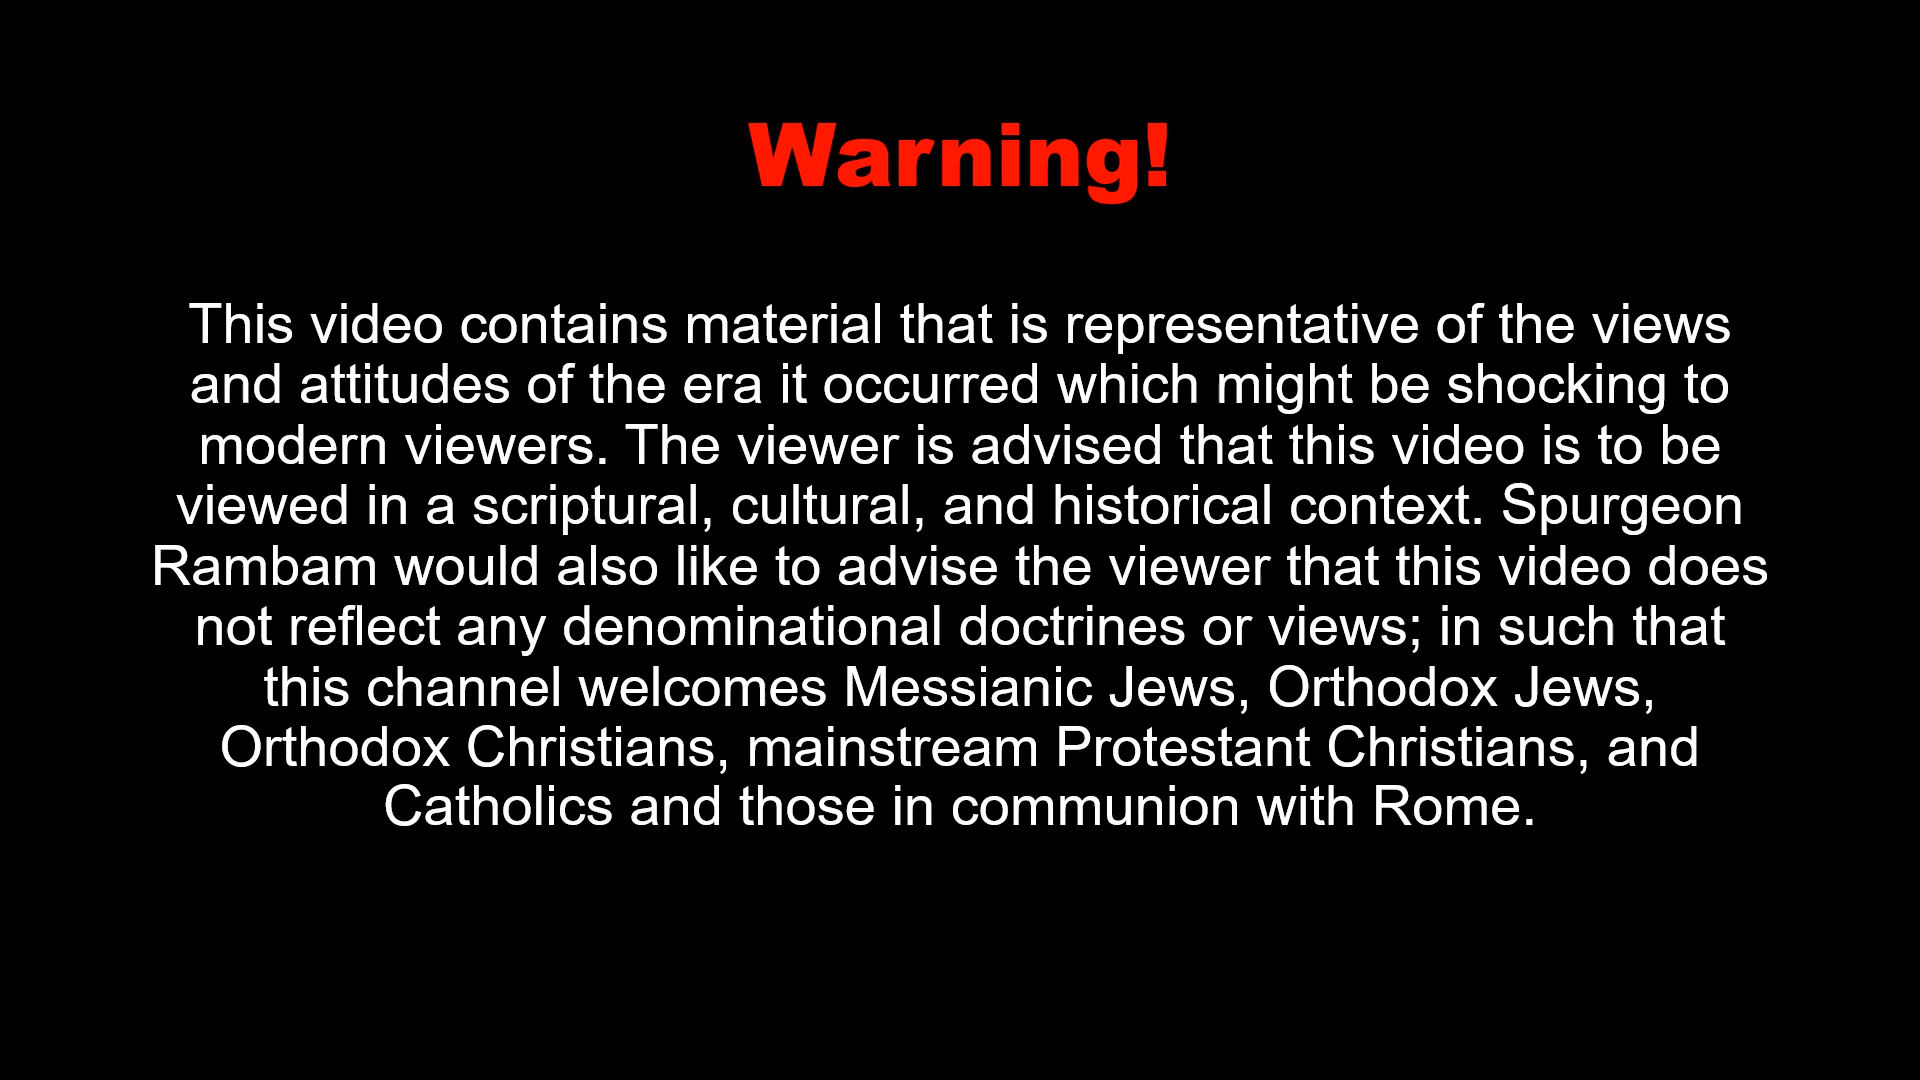 Warning!
This video contains material that is representative of the views
and attitudes of the era it occurred which might be shocking to
modern viewers. The viewer is advised that this video is to be
viewed in a scriptural, cultural, and historical context. Spurgeon
Rambam would also like to advise the viewer that this video does
not reflect any denominational doctrines or views; in such that
this channel welcomes Messianic Jews, Orthodox Jews,
Orthodox Christians, mainstream Protestant Christians, and
Catholics and those in communion with Rome.